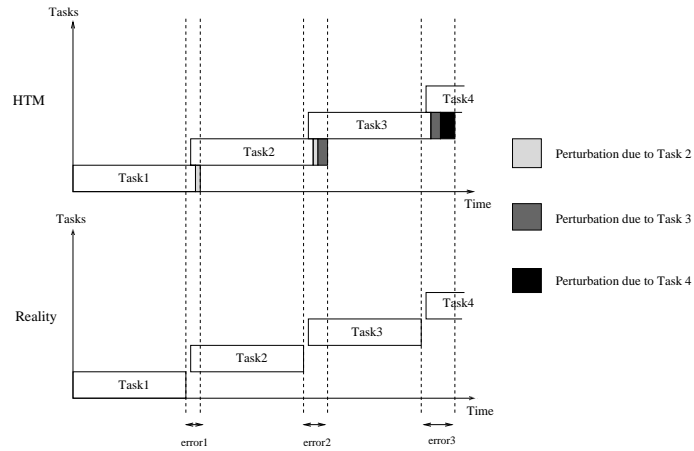 Tasks
HTM
Task4
Task3
Task2
Task1
Time
Perturbation due to Task 2
Perturbation due to Task 3
Perturbation due to Task 4
Tasks
Reality
Task4
Task3
Task2
Task1
Time
error1
error2
error3